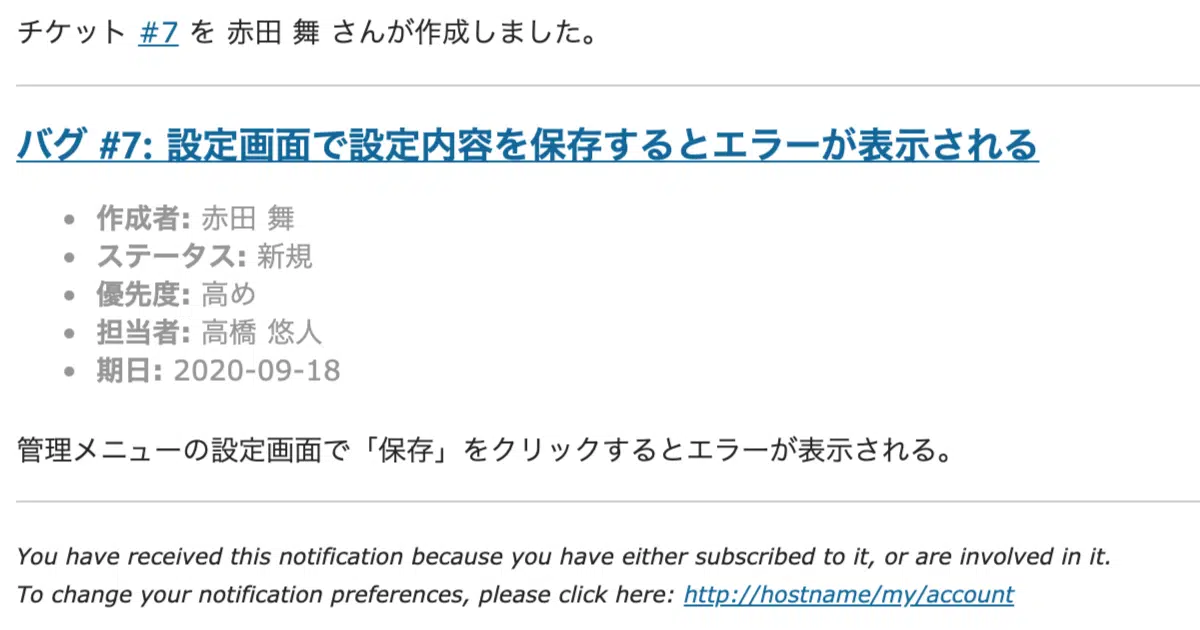 チケット #7 を 赤田 舞 さんが作成しました。
バグ #7: 設定画面で設定内容を保存するとエラーが表示される
• 作成者: 赤田 舞
• ステータス: 新規
• 優先度: 高め
• 担当者: 高橋 悠人
• 期日: 2020-09-18
管理メニューの設定画面で「保存」をクリックするとエラーが表示される。
You have received this notification because you have either subscribed to it, or are involved in it.
To change your notification preferences, please click here: http://hostname/my/account